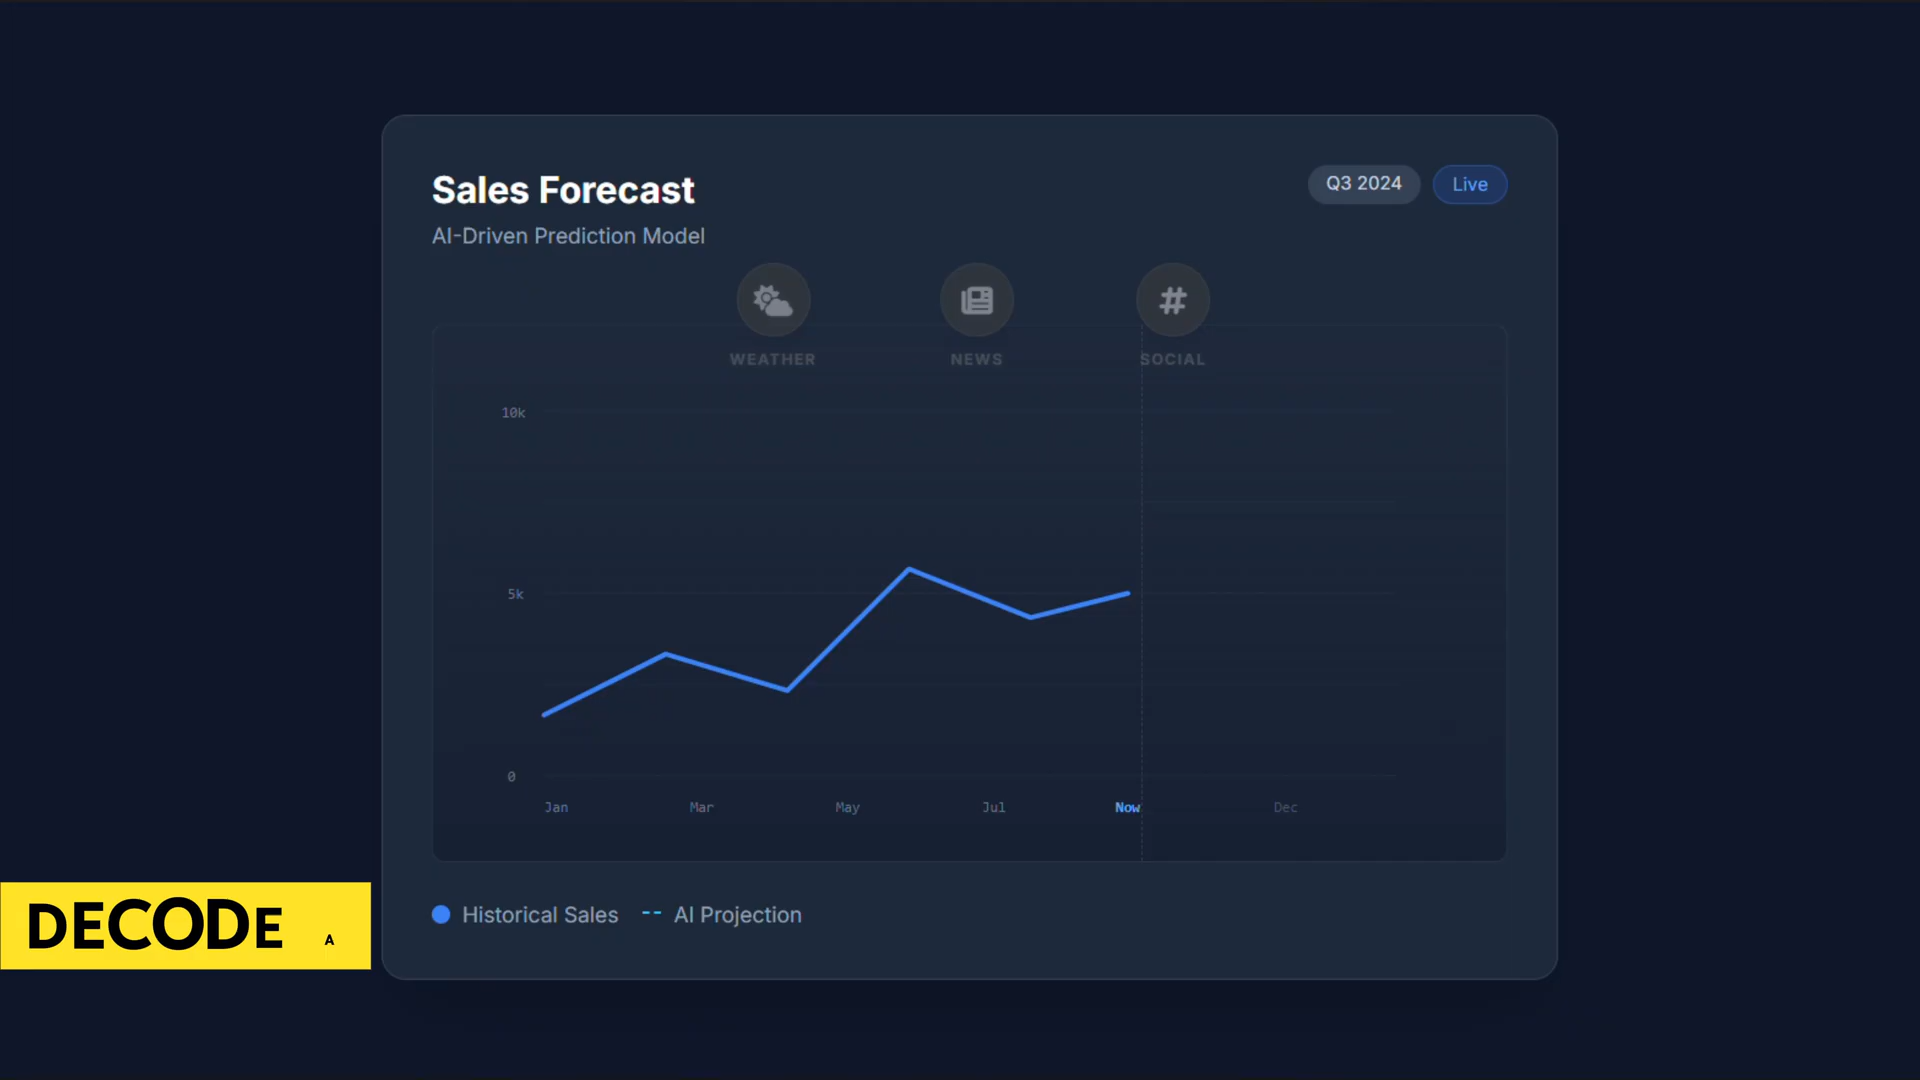 Sales Forecast
AI-Driven Prediction Model
Q3 2024
Live
WEATHER
NEWS
SOCIAL
10k
5k
0
Jan
Mar
May
Jul
Now
Dec
Historical Sales
-- AI Projection
DECODE A